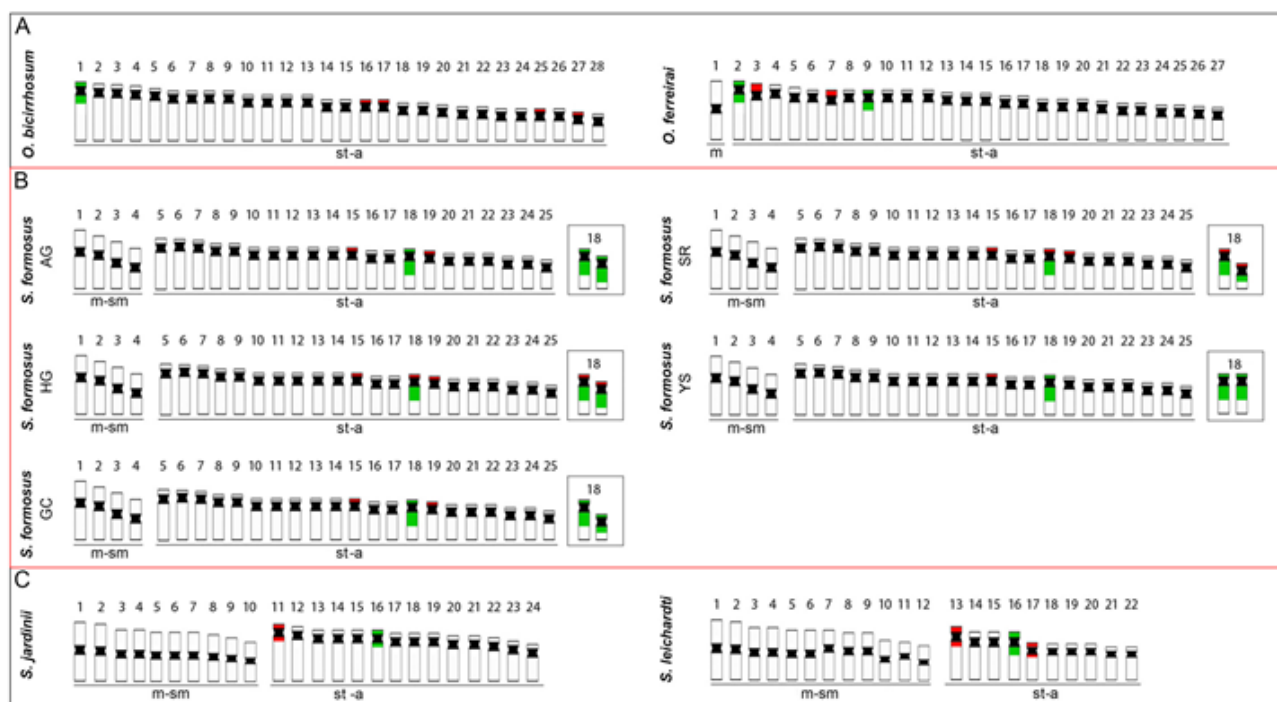 A
O. bicirrhosum
1 2 3 4 5 6 7 8 9 10 11 12 13 14 15 16 17 18 19 20 21 22 23 24 25 26 27 28
st-a
O. ferreirai
1 2 3 4 5 6 7 8 9 10 11 12 13 14 15 16 17 18 19 20 21 22 23 24 25 26 27
m st-a
B
S. formosus AG
1 2 3 4 5 6 7 8 9 10 11 12 13 14 15 16 17 18 19 20 21 22 23 24 25
18
m-sm st-a
S. formosus SR
1 2 3 4 5 6 7 8 9 10 11 12 13 14 15 16 17 18 19 20 21 22 23 24 25
18
m-sm st-a
S. formosus HG
1 2 3 4 5 6 7 8 9 10 11 12 13 14 15 16 17 18 19 20 21 22 23 24 25
18
m-sm st-a
S. formosus YS
1 2 3 4 5 6 7 8 9 10 11 12 13 14 15 16 17 18 19 20 21 22 23 24 25
18
m-sm st-a
S. formosus GC
1 2 3 4 5 6 7 8 9 10 11 12 13 14 15 16 17 18 19 20 21 22 23 24 25
18
m-sm st-a
C
S. jardinii
1 2 3 4 5 6 7 8 9 10 11 12 13 14 15 16 17 18 19 20 21 22 23 24
m-sm st-a
S. leichardti
1 2 3 4 5 6 7 8 9 10 11 12 13 14 15 16 17 18 19 20 21 22
m-sm st-a